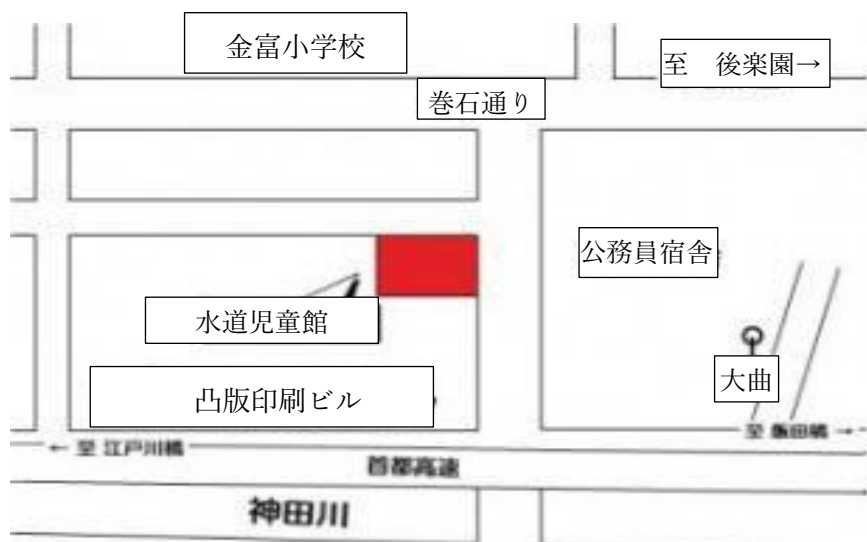 金富小学校
至　後楽園→
巻石通り
公務員宿舎
水道児童館
大曲
凸版印刷ビル
← 至 江戸川橋
至 飯田橋 →
首都高速
神田川